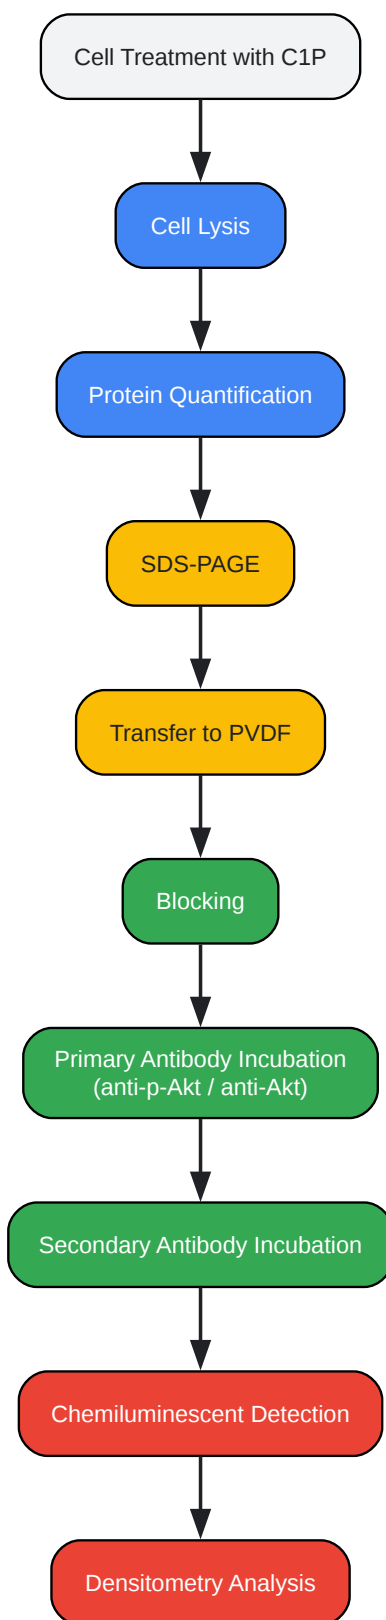 Cell Treatment with C1P
Cell Lysis
Protein Quantification
SDS-PAGE
Transfer to PVDF
Blocking
Primary Antibody Incubation
(anti-p-Akt / anti-Akt)
Secondary Antibody Incubation
Chemiluminescent Detection
Densitometry Analysis